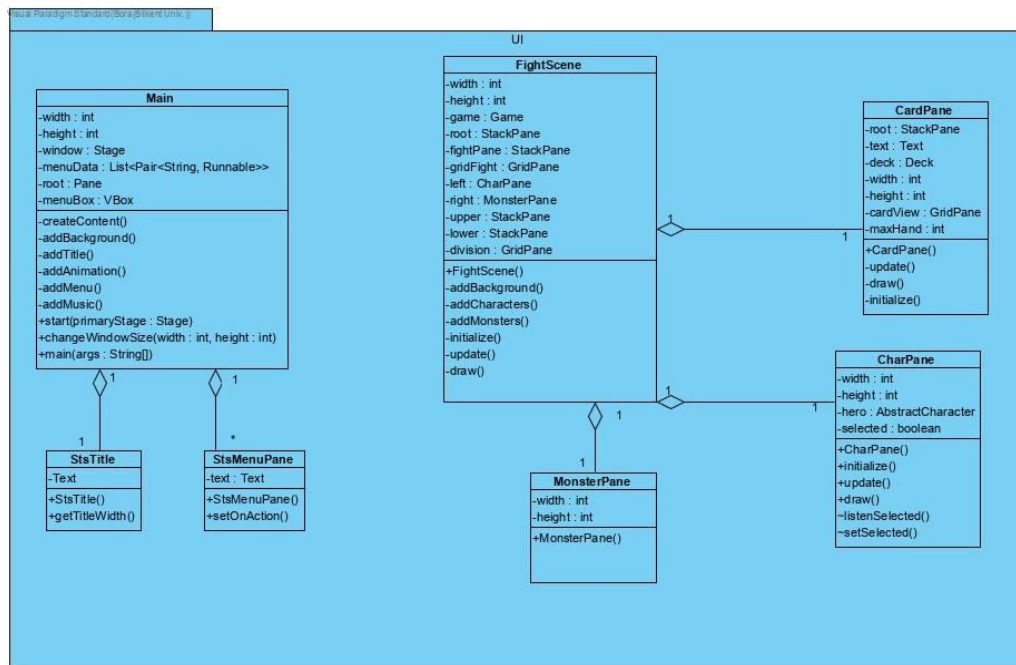 Visual Paradigm Standard(Bora(Bilkent Univ.))
UI
Main
-width : int
-height : int
-window : Stage
-menuData : List<Pair<String, Runnable>>
-root : Pane
-menuBox : VBox
-createContent()
-addBackground()
-addTitle()
-addAnimation()
-addMenu()
-addMusic()
+start(primaryStage : Stage)
+changeWindowSize(width : int, height : int)
+main(args : String[])
1
1
1
*
StsTitle
-Text
+StsTitle()
+getTitleWidth()
StsMenuPane
-text : Text
+StsMenuPane()
+setOnAction()
FightScene
-width : int
-height : int
-game : Game
-root : StackPane
-fightPane : StackPane
-gridFight : GridPane
-left : CharPane
-right : MonsterPane
-upper : StackPane
-lower : StackPane
-division : GridPane
+FightScene()
-addBackground()
-addCharacters()
-addMonsters()
-initialize()
-update()
-draw()
1
1
1
1
1
1
MonsterPane
-width : int
-height : int
+MonsterPane()
CardPane
-root : StackPane
-text : Text
-deck : Deck
-width : int
-height : int
-cardView : GridPane
-maxHand : int
+CardPane()
-update()
-draw()
-initialize()
CharPane
-width : int
-height : int
-hero : AbstractCharacter
-selected : boolean
+CharPane()
+initialize()
+update()
+draw()
~listenSelected()
~setSelected()